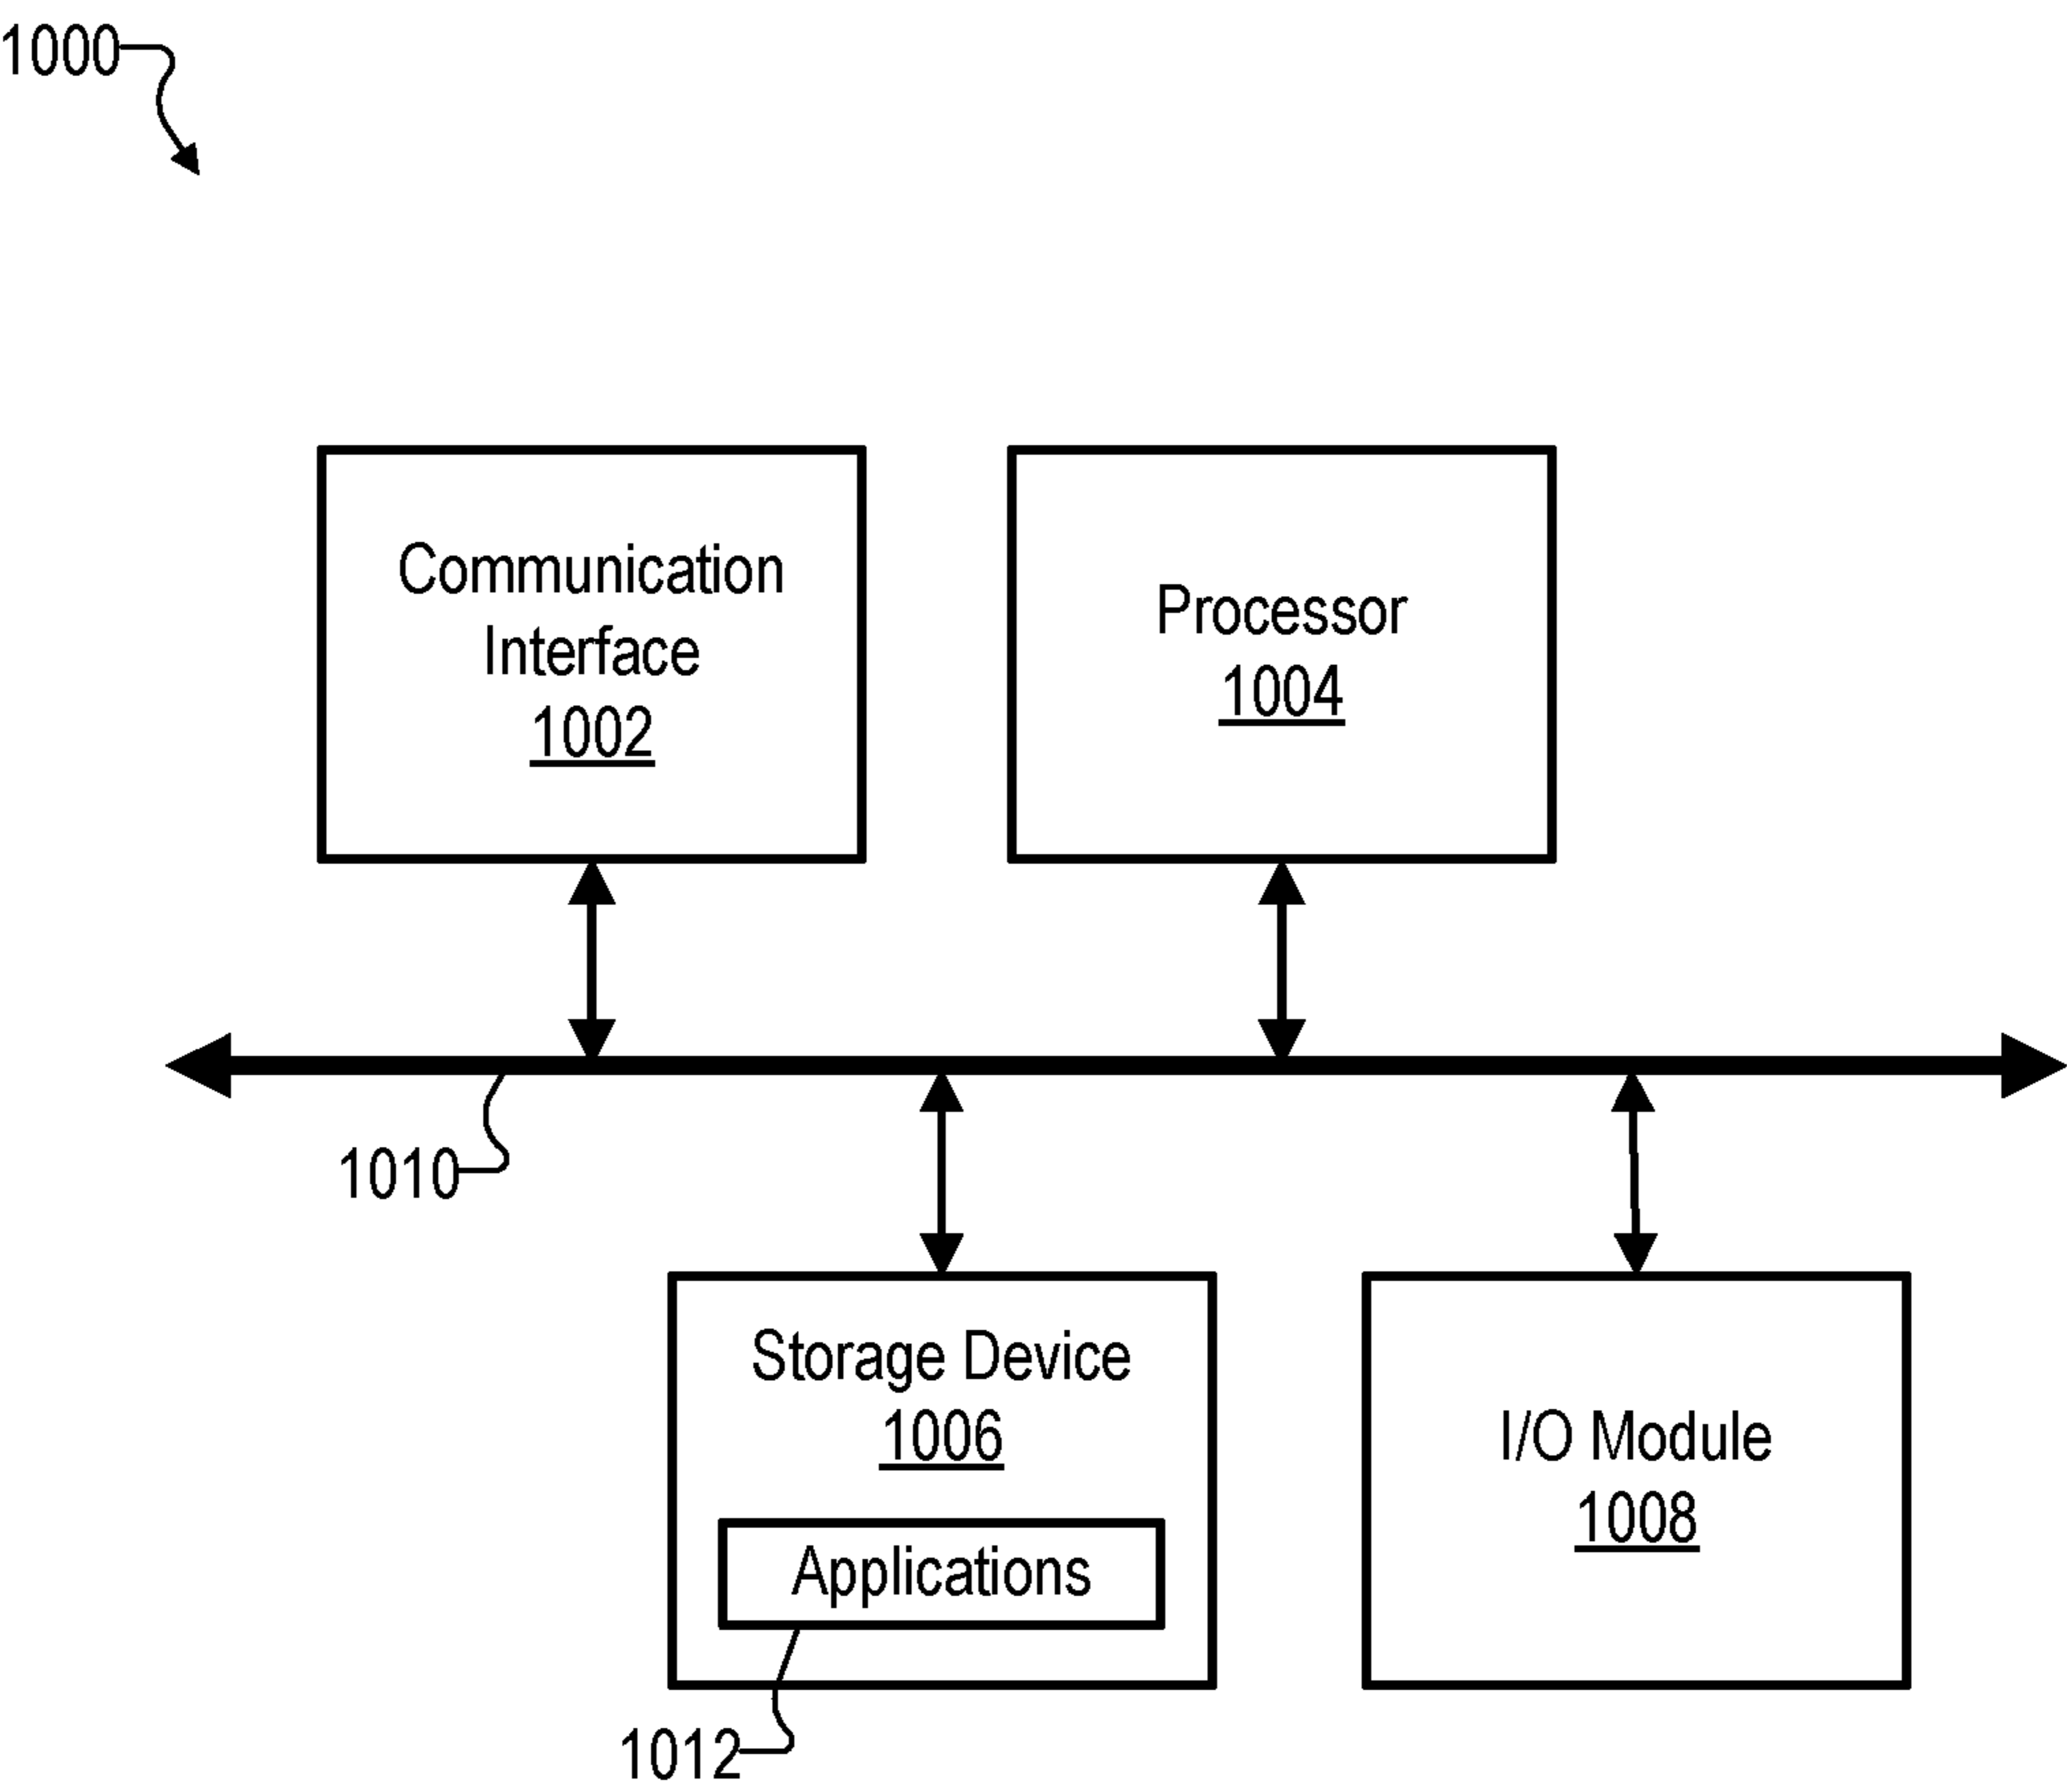 1000
Communication
Interface
1002
Processor
1004
1010
Storage Device
1006
Applications
1012
I/O Module
1008